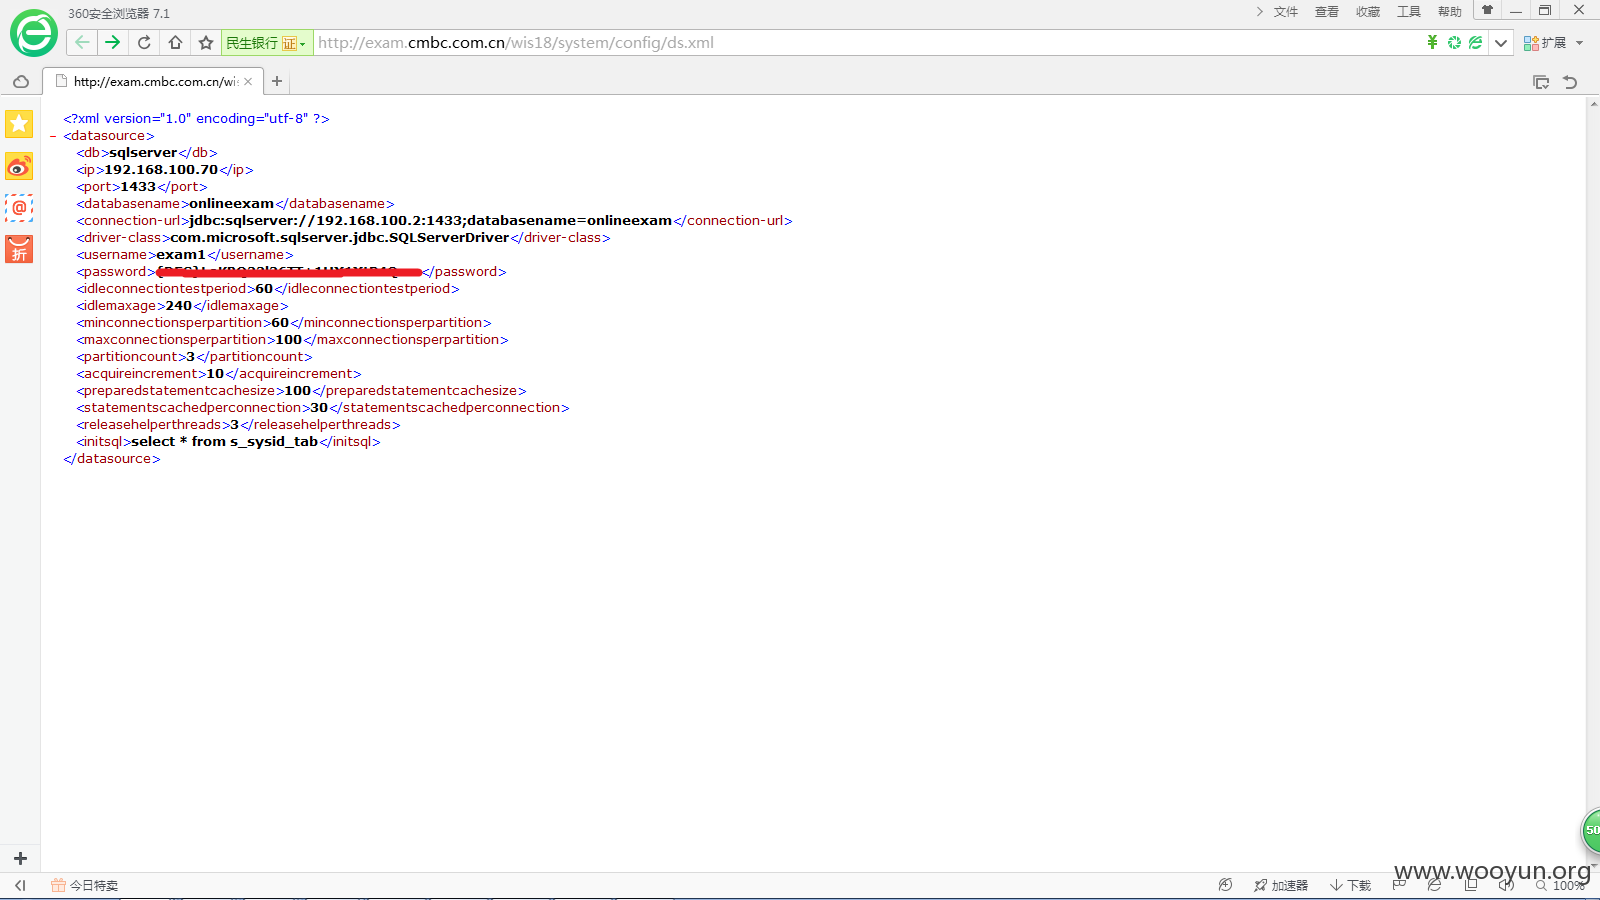 360安全浏览器 7.1
文件 查看 收藏 工具 帮助
民生银行 证 http://exam.cmbc.com.cn/wis18/system/config/ds.xml
扩展
http://exam.cmbc.com.cn/wis
<?xml version="1.0" encoding="utf-8" ?>
- <datasource>
<db>sqlserver</db>
<ip>192.168.100.70</ip>
<port>1433</port>
<databasename>onlineexam</databasename>
<connection-url>jdbc:sqlserver://192.168.100.2:1433;databasename=onlineexam</connection-url>
<driver-class>com.microsoft.sqlserver.jdbc.SQLServerDriver</driver-class>
<username>exam1</username>
<password></password>
<idleconnectiontestperiod>60</idleconnectiontestperiod>
<idlemaxage>240</idlemaxage>
<minconnectionsperpartition>60</minconnectionsperpartition>
<maxconnectionsperpartition>100</maxconnectionsperpartition>
<partitioncount>3</partitioncount>
<acquireincrement>10</acquireincrement>
<preparedstatementcachesize>100</preparedstatementcachesize>
<statementscachedperconnection>30</statementscachedperconnection>
<releasehelperthreads>3</releasehelperthreads>
<initsql>select * from s_sysid_tab</initsql>
</datasource>
折
50
www.wooyun.org
今日特卖
加速器 下载 100%